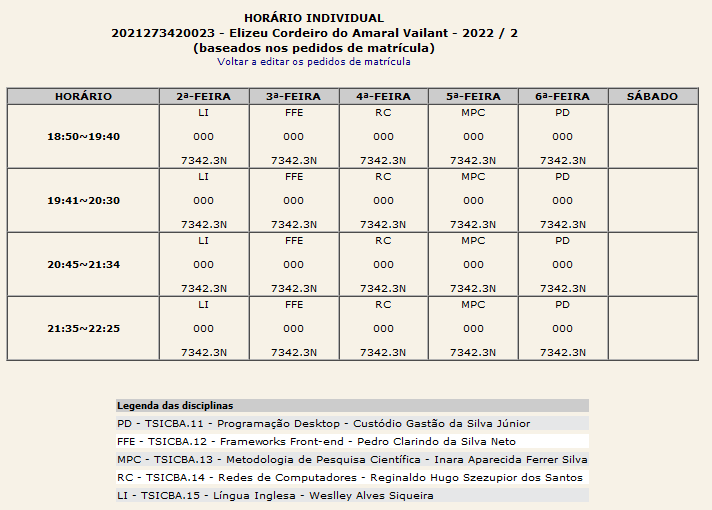 HORÁRIO INDIVIDUAL
2021273420023 - Elizeu Cordeiro do Amaral Vailant - 2022 / 2
(baseados nos pedidos de matrícula)
Voltar a editar os pedidos de matrícula
HORÁRIO 2ª-FEIRA 3ª-FEIRA 4ª-FEIRA 5ª-FEIRA 6ª-FEIRA SÁBADO
LI FFE RC MPC PD
18:50~19:40 000 000 000 000 000
7342.3N 7342.3N 7342.3N 7342.3N 7342.3N
LI FFE RC MPC PD
19:41~20:30 000 000 000 000 000
7342.3N 7342.3N 7342.3N 7342.3N 7342.3N
LI FFE RC MPC PD
20:45~21:34 000 000 000 000 000
7342.3N 7342.3N 7342.3N 7342.3N 7342.3N
LI FFE RC MPC PD
21:35~22:25 000 000 000 000 000
7342.3N 7342.3N 7342.3N 7342.3N 7342.3N
Legenda das disciplinas
PD - TSICBA.11 - Programação Desktop - Custódio Gastão da Silva Júnior
FFE - TSICBA.12 - Frameworks Front-end - Pedro Clarindo da Silva Neto
MPC - TSICBA.13 - Metodologia de Pesquisa Científica - Inara Aparecida Ferrer Silva
RC - TSICBA.14 - Redes de Computadores - Reginaldo Hugo Szezupior dos Santos
LI - TSICBA.15 - Língua Inglesa - Weslley Alves Siqueira